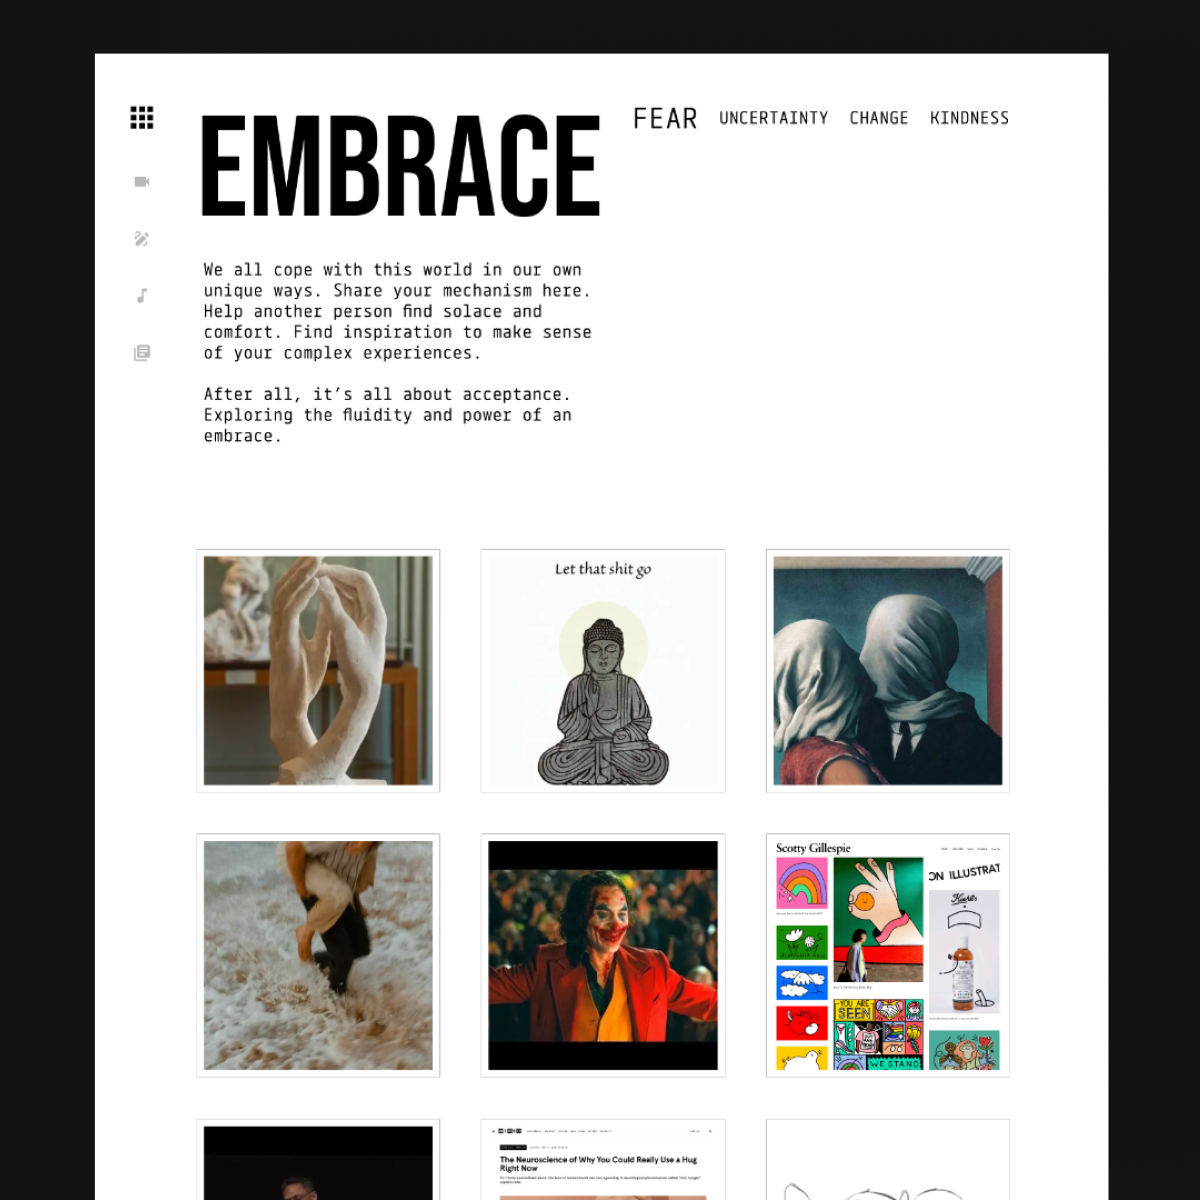 EMBRACE
FEAR UNCERTAINTY CHANGE KINDNESS
We all cope with this world in our own
unique ways. Share your mechanism here.
Help another person find solace and
comfort. Find inspiration to make sense
of your complex experiences.
After all, it’s all about acceptance.
Exploring the fluidity and power of an
embrace.
Let that shit go
Scotty Gillespie
ON ILLUSTRAT
Kiehl's
YOU ARE
SEEN
WE STAND
The Neuroscience of Why You Could Really Use a Hug
Right Now